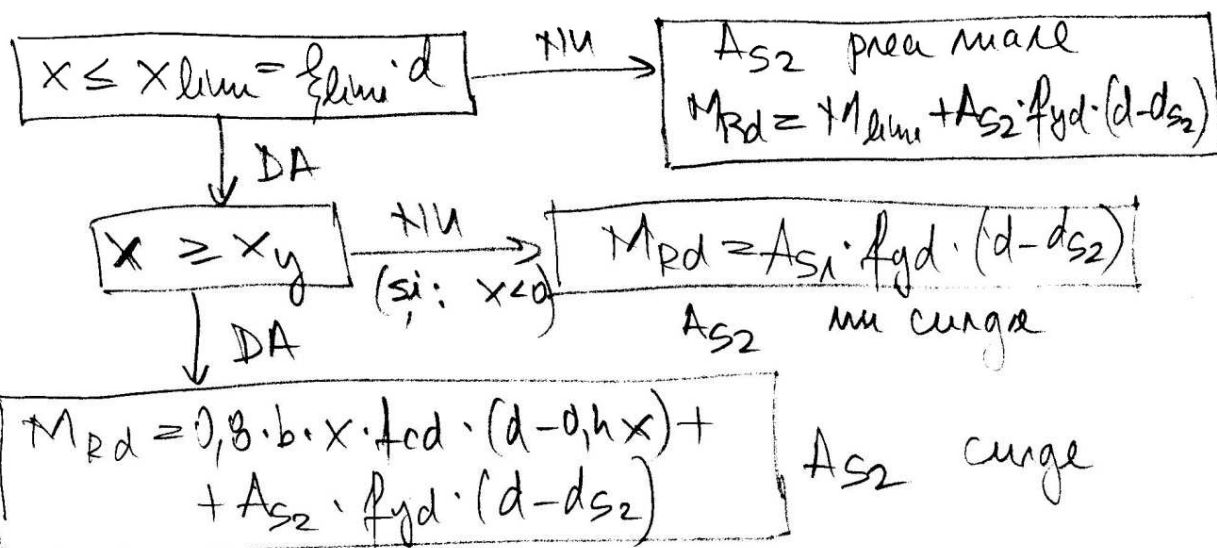 x ≤ x lim = ξlim · d
NU
As2 prea mare
MRd = Mlim + As2 · fyd · (d - ds2)
DA
x ≥ xy
NU
(și: x<0)
MRd = As1 · fyd · (d - ds2)
As2 nu curge
DA
MRd = 0,8 · b · x · fcd · (d - 0,4x) +
+ As2 · fyd · (d - ds2)
As2 curge